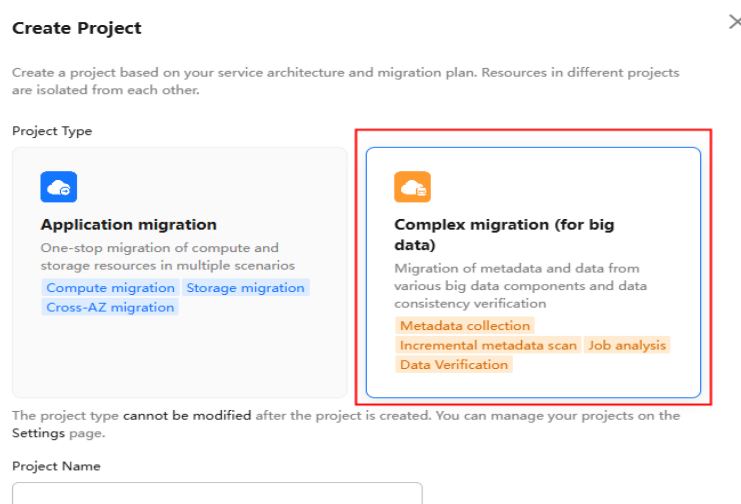 Create Project
Create a project based on your service architecture and migration plan. Resources in different projects
are isolated from each other.
Project Type
Application migration
One-stop migration of compute and
storage resources in multiple scenarios
Compute migration Storage migration
Cross-AZ migration
Complex migration (for big
data)
Migration of metadata and data from
various big data components and data
consistency verification
Metadata collection
Incremental metadata scan Job analysis
Data Verification
The project type cannot be modified after the project is created. You can manage your projects on the
Settings page.
Project Name